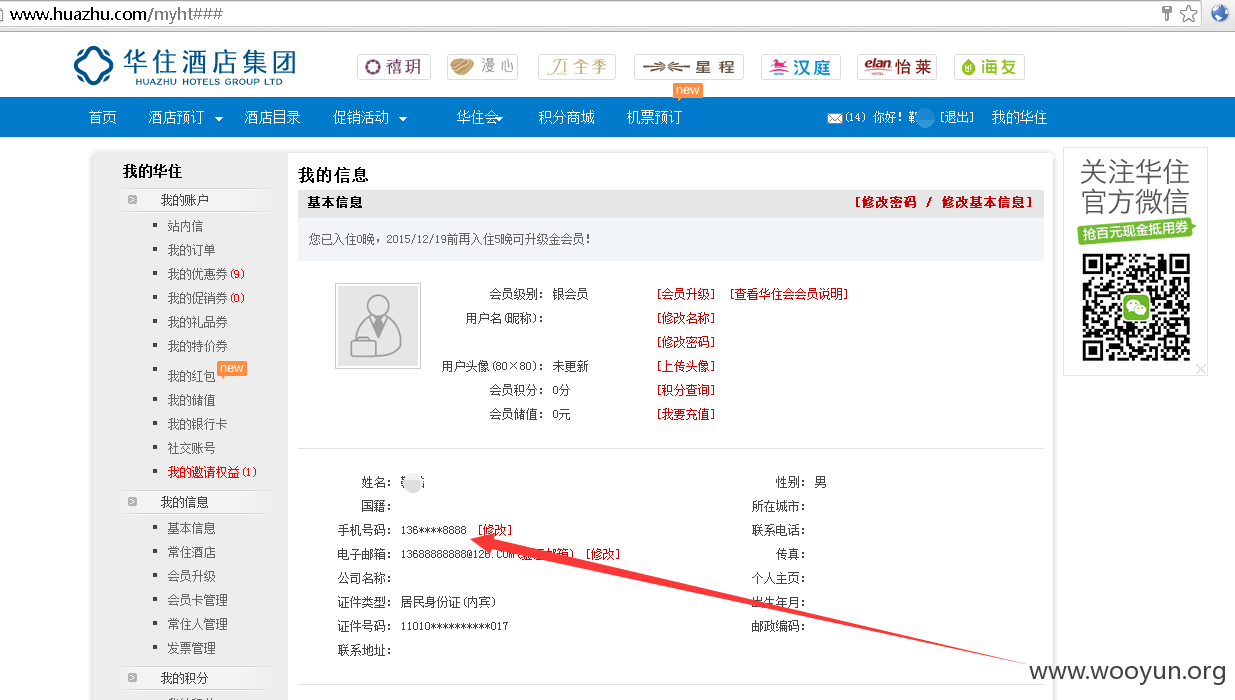 www.huazhu.com/myht###
华住酒店集团
HUAZHU HOTELS GROUP LTD
禧玥 漫心 全季 星程 汉庭 elan怡莱 Hi海友
new
首页 酒店预订 酒店目录 促销活动 华住会 积分商城 机票预订 (14) 你好! [退出] 我的华住
我的华住
我的账户
站内信
我的订单
我的优惠券(9)
我的促销券(0)
我的礼品券
我的特价券
我的红包 new
我的储值
我的银行卡
社交账号
我的邀请权益(1)
我的信息
基本信息
常住酒店
会员升级
会员卡管理
常住人管理
发票管理
我的积分
我的信息
基本信息 [修改密码 / 修改基本信息]
您已入住0晚,2015/12/19前再入住5晚可升级金会员!
会员级别: 银会员 [会员升级] [查看华住会会员说明]
用户名(昵称): [修改名称]
[修改密码]
用户头像(80×80): 未更新 [上传头像]
会员积分: 0分 [积分查询]
会员储值: 0元 [我要充值]
姓名: 性别: 男
国籍: 所在城市:
手机号码: 136****8888 [修改] 联系电话:
电子邮箱: 13688888888@126.com [修改] 传真:
公司名称: 个人主页:
证件类型: 居民身份证(内宾) 出生年月:
证件号码: 11010**********017 邮政编码:
联系地址:
关注华住
官方微信
抢百元现金抵用券
www.wooyun.org